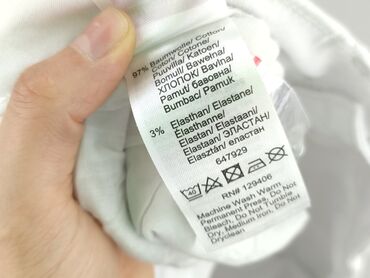 97% Baumwolle/ Cotton/
Coton/ Cotone/
Puuvilla/ Katoen/
Bomull/ Bawełna/
ХЛОПОК/ Bavlna/
Pamut/ бавовна/
Bumbac/ Pamuk
3% Elasthan/ Elastane/
Élasthanne/
Elastan/ Elastaani/
Elastaan/ ЭЛАСТАН/
Elasztán/ еластан
647929
40
RN# 129406
Machine Wash Warm
Permanent Press, Do Not
Bleach, Do Not Tumble
Dry, Medium Iron, Do Not
Dryclean